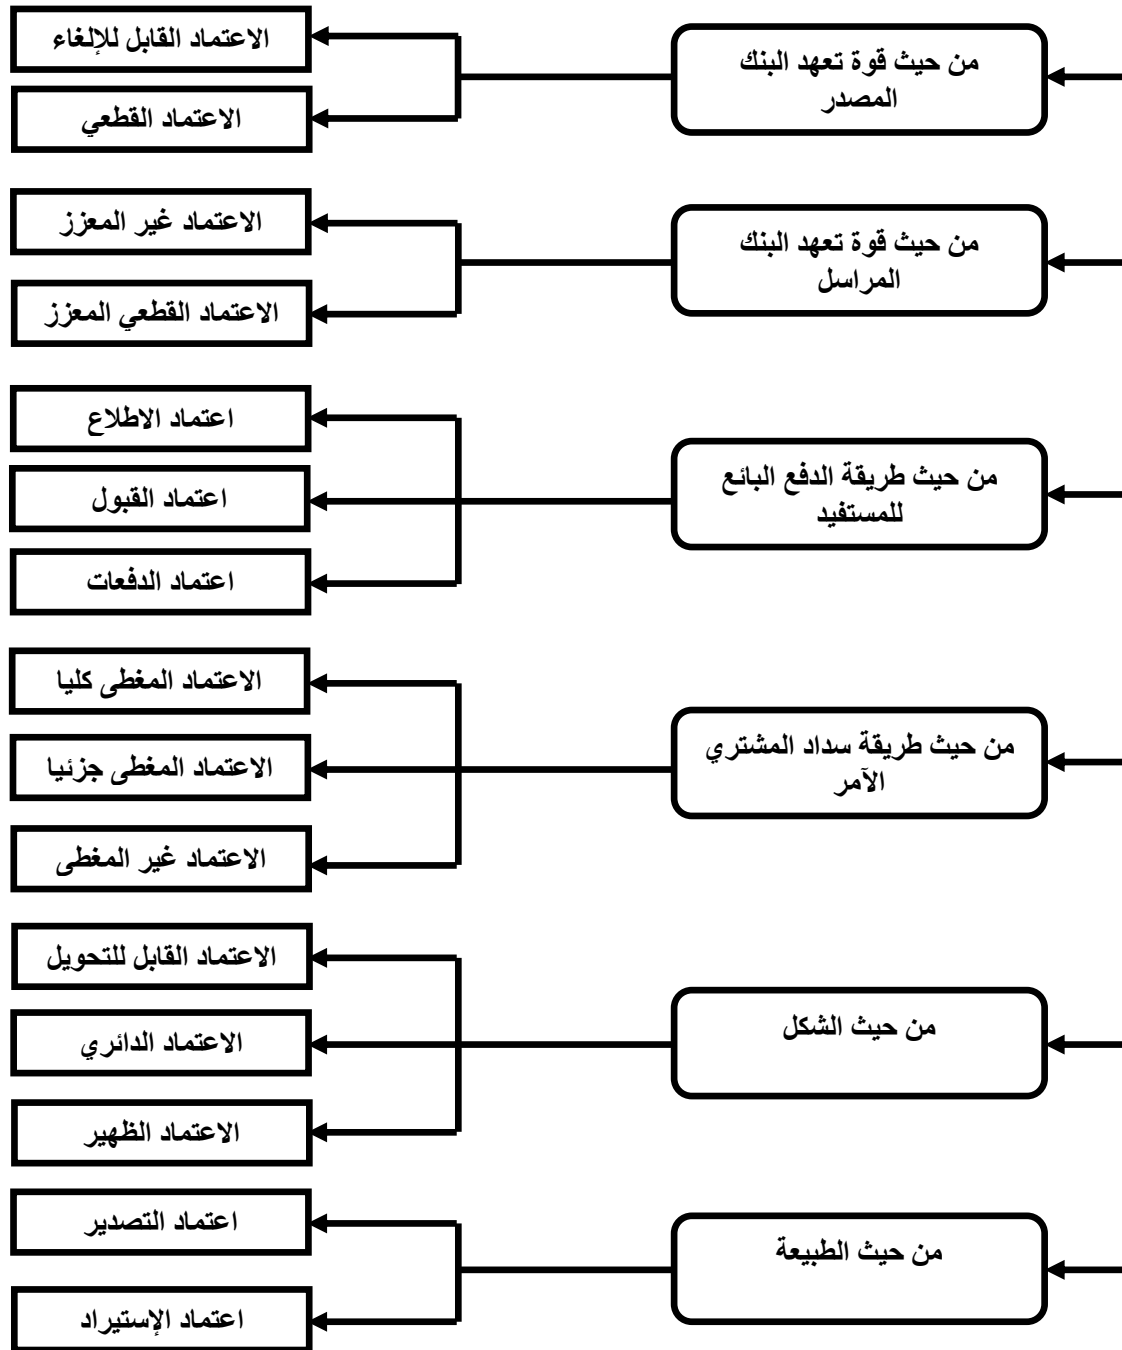 من حيث قوة تعهد البنك
المصدر
الاعتماد القابل للإلغاء
الاعتماد القطعي
من حيث قوة تعهد البنك
المراسل
الاعتماد غير المعزز
الاعتماد القطعي المعزز
من حيث طريقة الدفع البائع
للمستفيد
اعتماد الاطلاع
اعتماد القبول
اعتماد الدفعات
من حيث طريقة سداد المشتري
الآمر
الاعتماد المغطى كليا
الاعتماد المغطى جزئيا
الاعتماد غير المغطى
من حيث الشكل
الاعتماد القابل للتحويل
الاعتماد الدائري
الاعتماد الظهير
من حيث الطبيعة
اعتماد التصدير
اعتماد الإستيراد